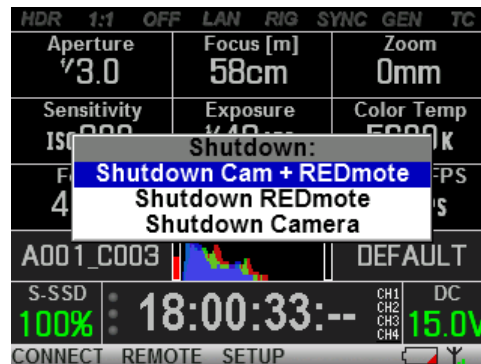 HDR 1:1 OFF LAN RIG SYNC GEN TC
Aperture Focus [m] Zoom
f/3.0 58cm 0mm
Sensitivity Exposure Color Temp
Shutdown:
Shutdown Cam + REDmote
Shutdown REDmote
Shutdown Camera
A001_C003 DEFAULT
S-SSD CH1 CH2 CH3 CH4 DC
100% 18:00:33:-- 15.0V
CONNECT REMOTE SETUP